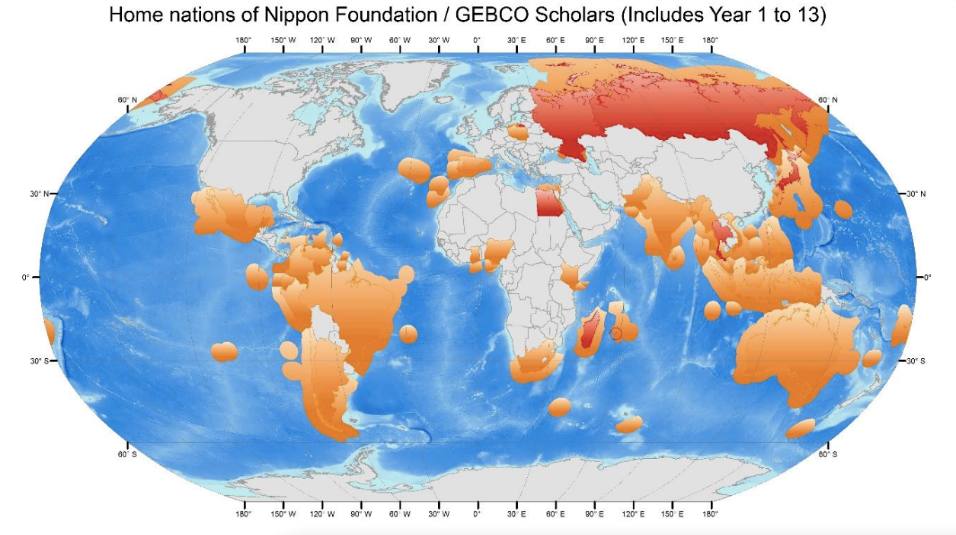 Home nations of Nippon Foundation / GEBCO Scholars (Includes Year 1 to 13)
180° 150° W 120° W 90° W 60° W 30° W 0° 30° E 60° E 90° E 120° E 150° E 180°
60° N 60° N
30° N 30° N
0° 0°
30° S 30° S
60° S 60° S
180° 150° W 120° W 90° W 60° W 30° W 0° 30° E 60° E 90° E 120° E 150° E 180°